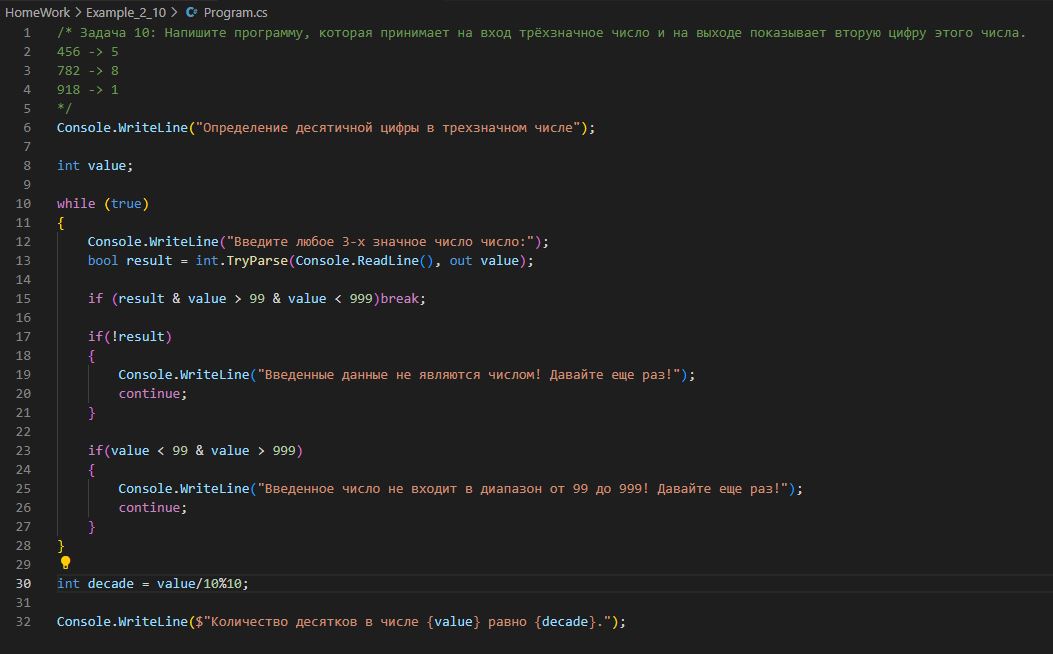 HomeWork > Example_2_10 > Program.cs
1 /* Задача 10: Напишите программу, которая принимает на вход трёхзначное число и на выходе показывает вторую цифру этого числа.
2 456 -> 5
3 782 -> 8
4 918 -> 1
5 */
6 Console.WriteLine("Определение десятичной цифры в трехзначном числе");
7
8 int value;
9
10 while (true)
11 {
12     Console.WriteLine("Введите любое 3-х значное число число:");
13     bool result = int.TryParse(Console.ReadLine(), out value);
14
15     if (result & value > 99 & value < 999)break;
16
17     if(!result)
18     {
19         Console.WriteLine("Введенные данные не являются числом! Давайте еще раз!");
20         continue;
21     }
22
23     if(value < 99 & value > 999)
24     {
25         Console.WriteLine("Введенное число не входит в диапазон от 99 до 999! Давайте еще раз!");
26         continue;
27     }
28 }
29
30 int decade = value/10%10;
31
32 Console.WriteLine($"Количество десятков в числе {value} равно {decade}.");